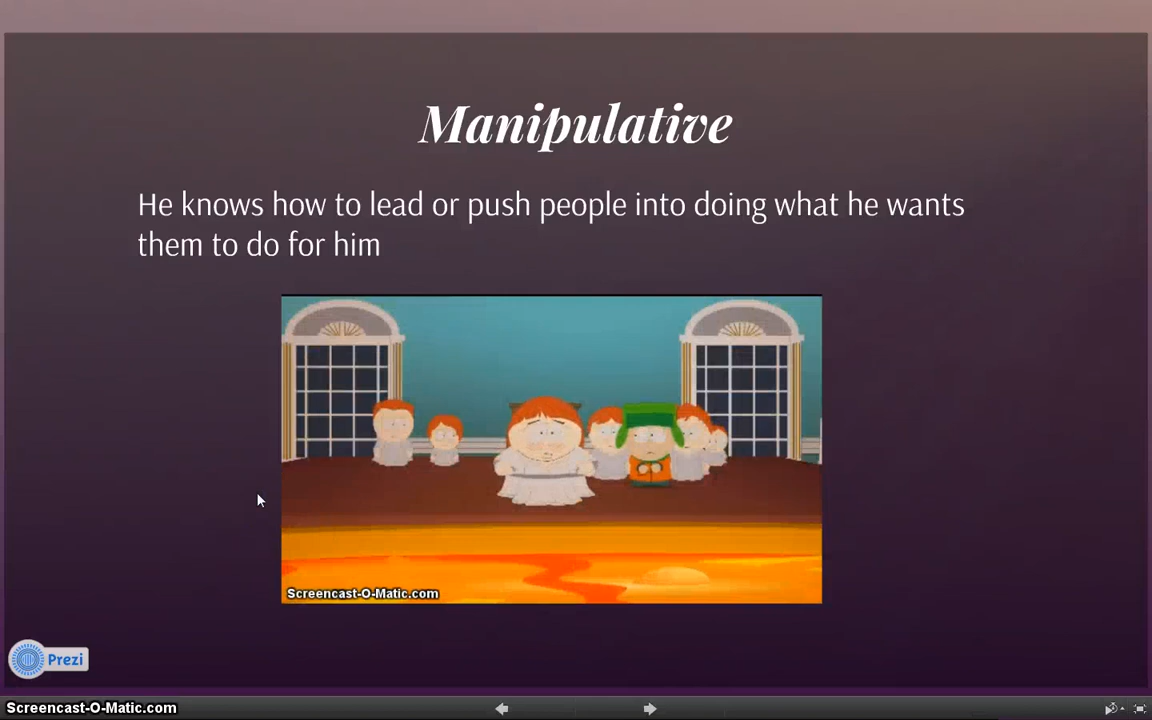 Manipulative
He knows how to lead or push people into doing what he wants
them to do for him
Screencast-O-Matic.com
Prezi
Screencast-O-Matic.com